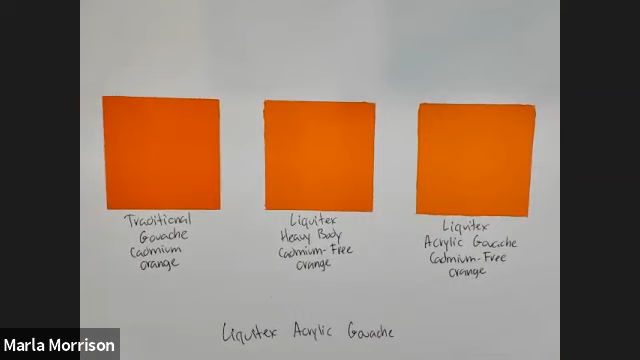 Traditional
Gouache
Cadmium
Orange
Liquitex
Heavy Body
Cadmium-Free
Orange
Liquitex
Acrylic Gouache
Cadmium-Free
Orange
Liquitex Acrylic Gouache
Marla Morrison